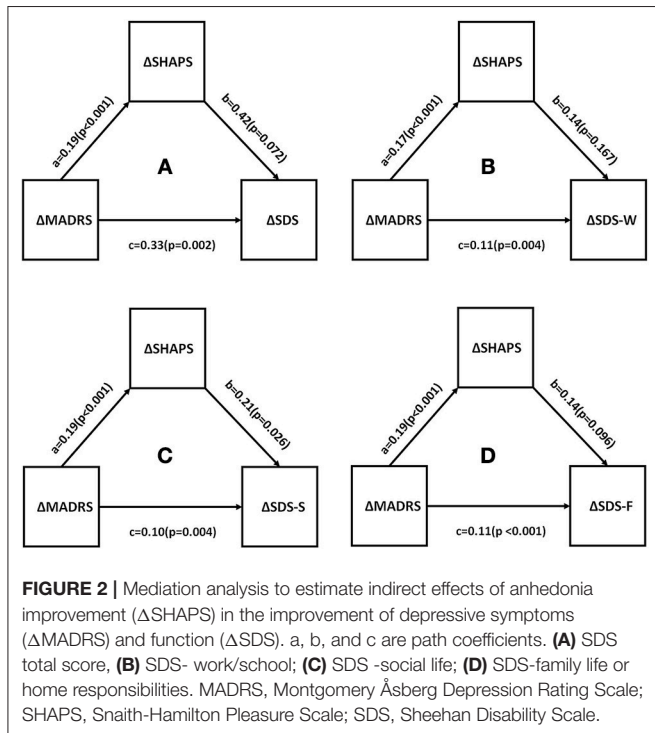 ΔSHAPS
a=0.19(p<0.001)
b=0.42(p=0.072)
A
ΔMADRS
ΔSDS
c=0.33(p=0.002)
ΔSHAPS
a=0.17(p<0.001)
b=0.14(p=0.167)
B
ΔMADRS
ΔSDS-W
c=0.11(p=0.004)
ΔSHAPS
a=0.19(p<0.001)
b=0.21(p=0.026)
C
ΔMADRS
ΔSDS-S
c=0.10(p=0.004)
ΔSHAPS
a=0.19(p<0.001)
b=0.14(p=0.096)
D
ΔMADRS
ΔSDS-F
c=0.11(p <0.001)
FIGURE 2 | Mediation analysis to estimate indirect effects of anhedonia
improvement (ΔSHAPS) in the improvement of depressive symptoms
(ΔMADRS) and function (ΔSDS). a, b, and c are path coefficients. (A) SDS
total score, (B) SDS- work/school; (C) SDS -social life; (D) SDS-family life or
home responsibilities. MADRS, Montgomery Åsberg Depression Rating Scale;
SHAPS, Snaith-Hamilton Pleasure Scale; SDS, Sheehan Disability Scale.